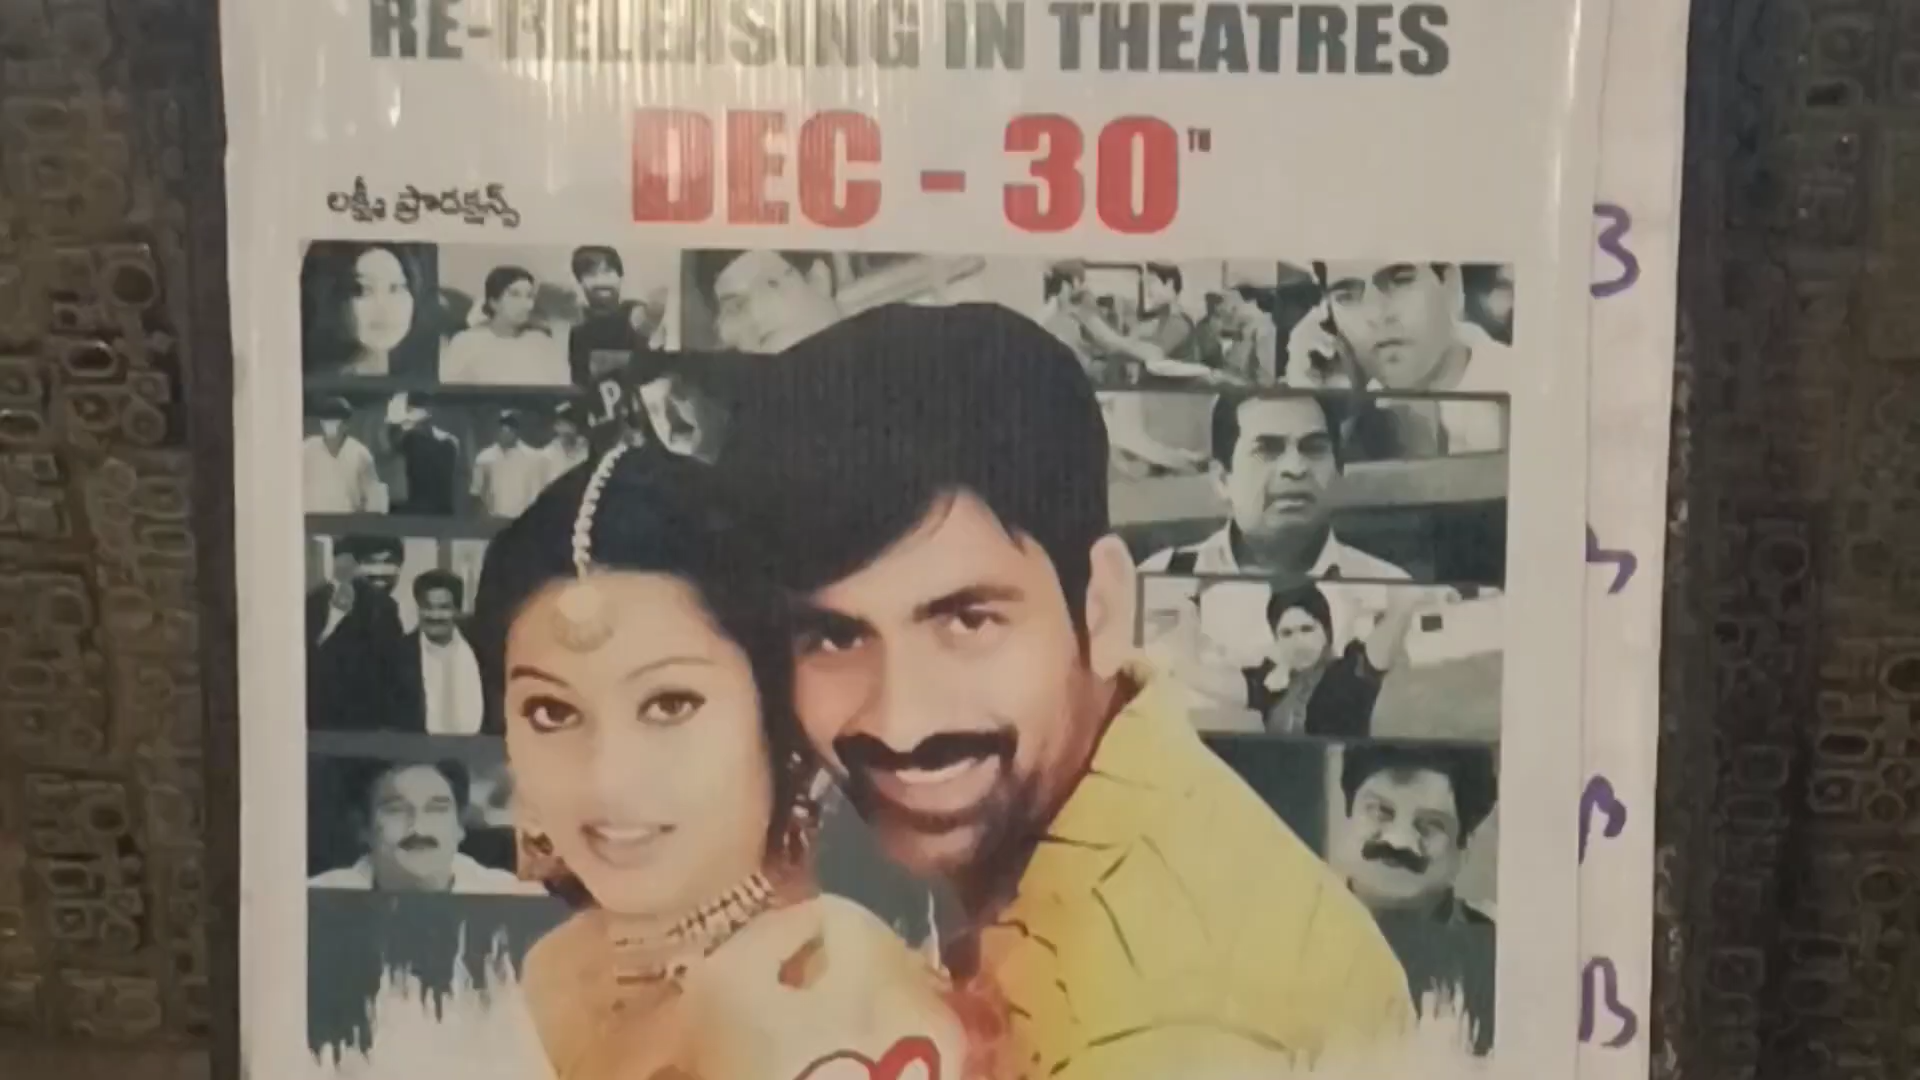 RE-RELEASING IN THEATRES
DEC - 30TH
లక్ష్మీ ప్రొడక్షన్స్